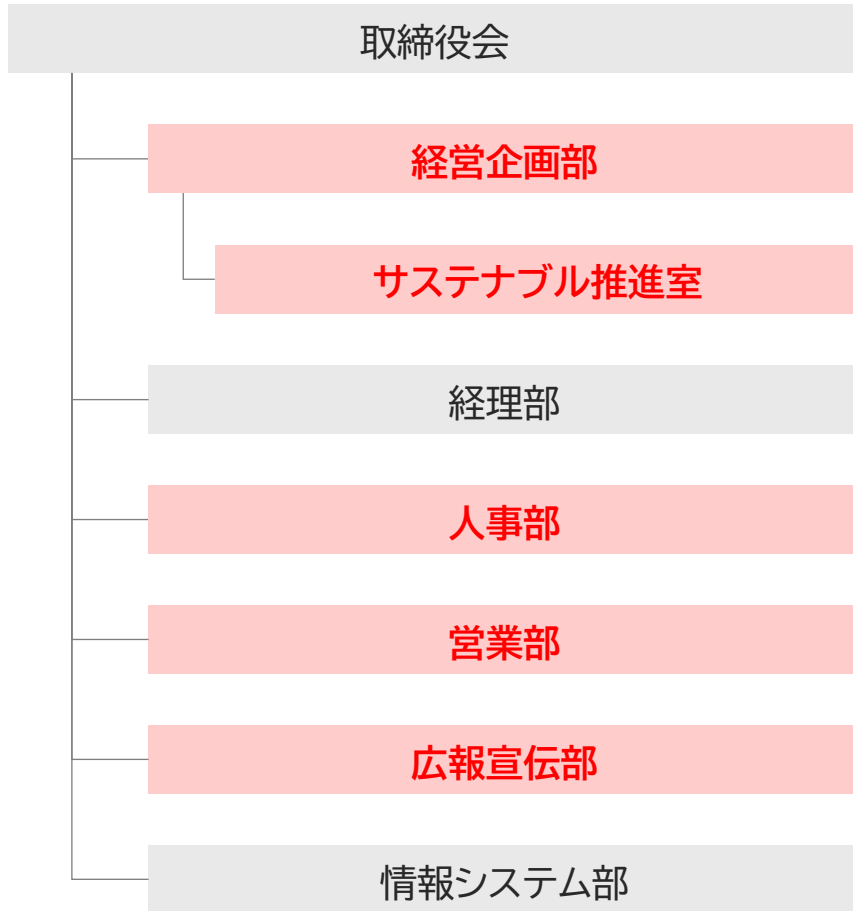 取締役会
経営企画部
サステナブル推進室
経理部
人事部
営業部
広報宣伝部
情報システム部